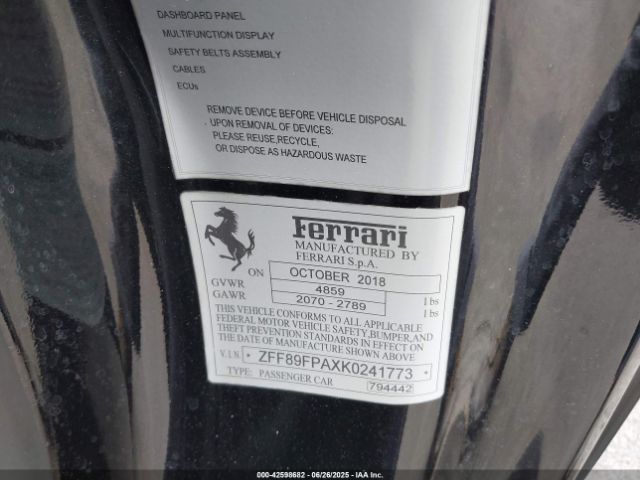 DASHBOARD PANEL
MULTIFUNCTION DISPLAY
SAFETY BELTS ASSEMBLY
CABLES
ECUs
REMOVE DEVICE BEFORE VEHICLE DISPOSAL
UPON REMOVAL OF DEVICES:
PLEASE REUSE,RECYCLE,
OR DISPOSE AS HAZARDOUS WASTE
Ferrari
MANUFACTURED BY
FERRARI S.p.A.
ON OCTOBER 2018
GVWR 4859 lbs
GAWR 2070 - 2789 lbs
THIS VEHICLE CONFORMS TO ALL APPLICABLE
FEDERAL MOTOR VEHICLE SAFETY, BUMPER, AND
THEFT PREVENTION STANDARDS IN EFFECT ON
THE DATE OF MANUFACTURE SHOWN ABOVE
V.I.N. * ZFF89FPAXK0241773 *
TYPE: PASSENGER CAR 794442
000-42598682 | 06/26/2025 - IAA Inc.